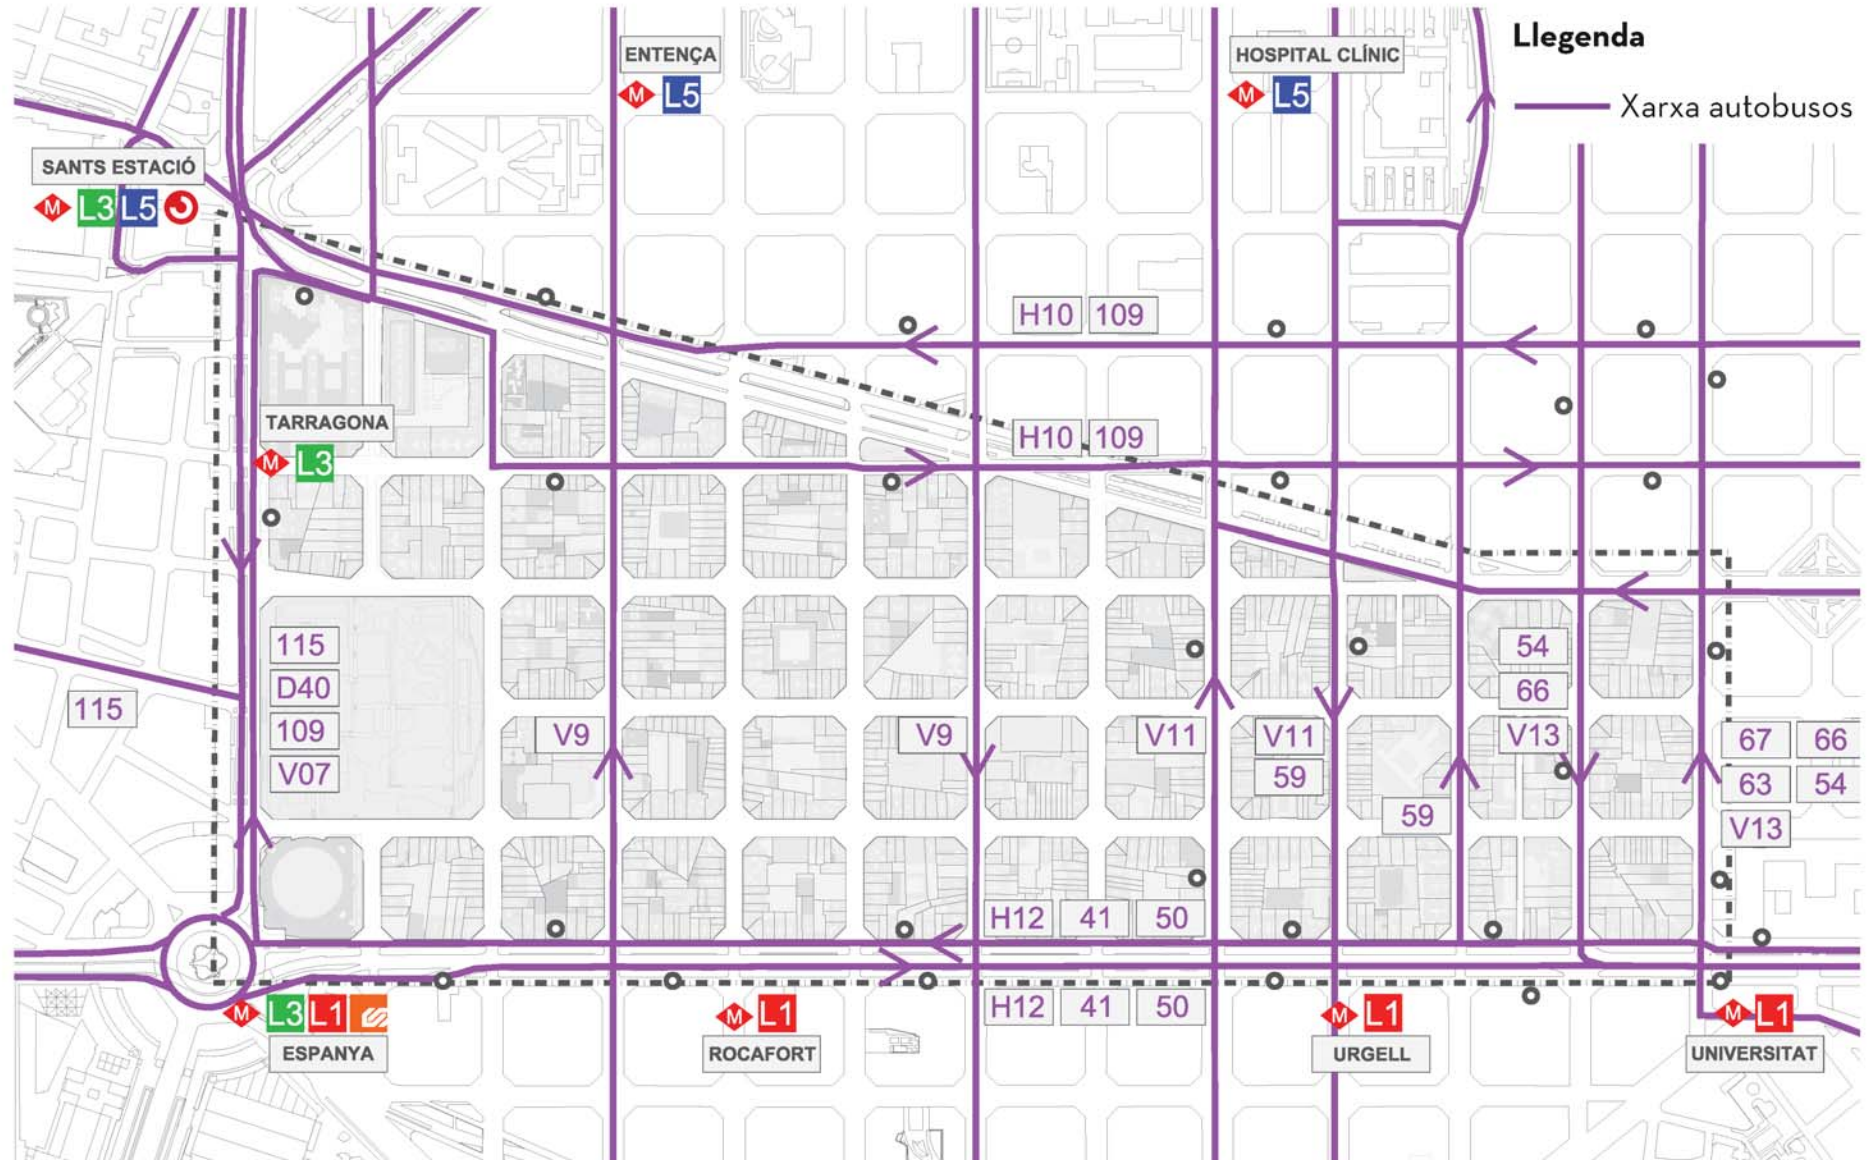 Llegenda
Xarxa autobusos
ENTENÇA
M L5
HOSPITAL CLÍNIC
M L5
SANTS ESTACIÓ
M L3 L5
H10 109
TARRAGONA
M L3
H10 109
115
115
D40
109
V07
V9
V9
V11
V11
59
59
54
66
V13
67 66
63 54
V13
H12 41 50
H12 41 50
M L3 L1
ESPANYA
M L1
ROCAFORT
M L1
URGELL
M L1
UNIVERSITAT